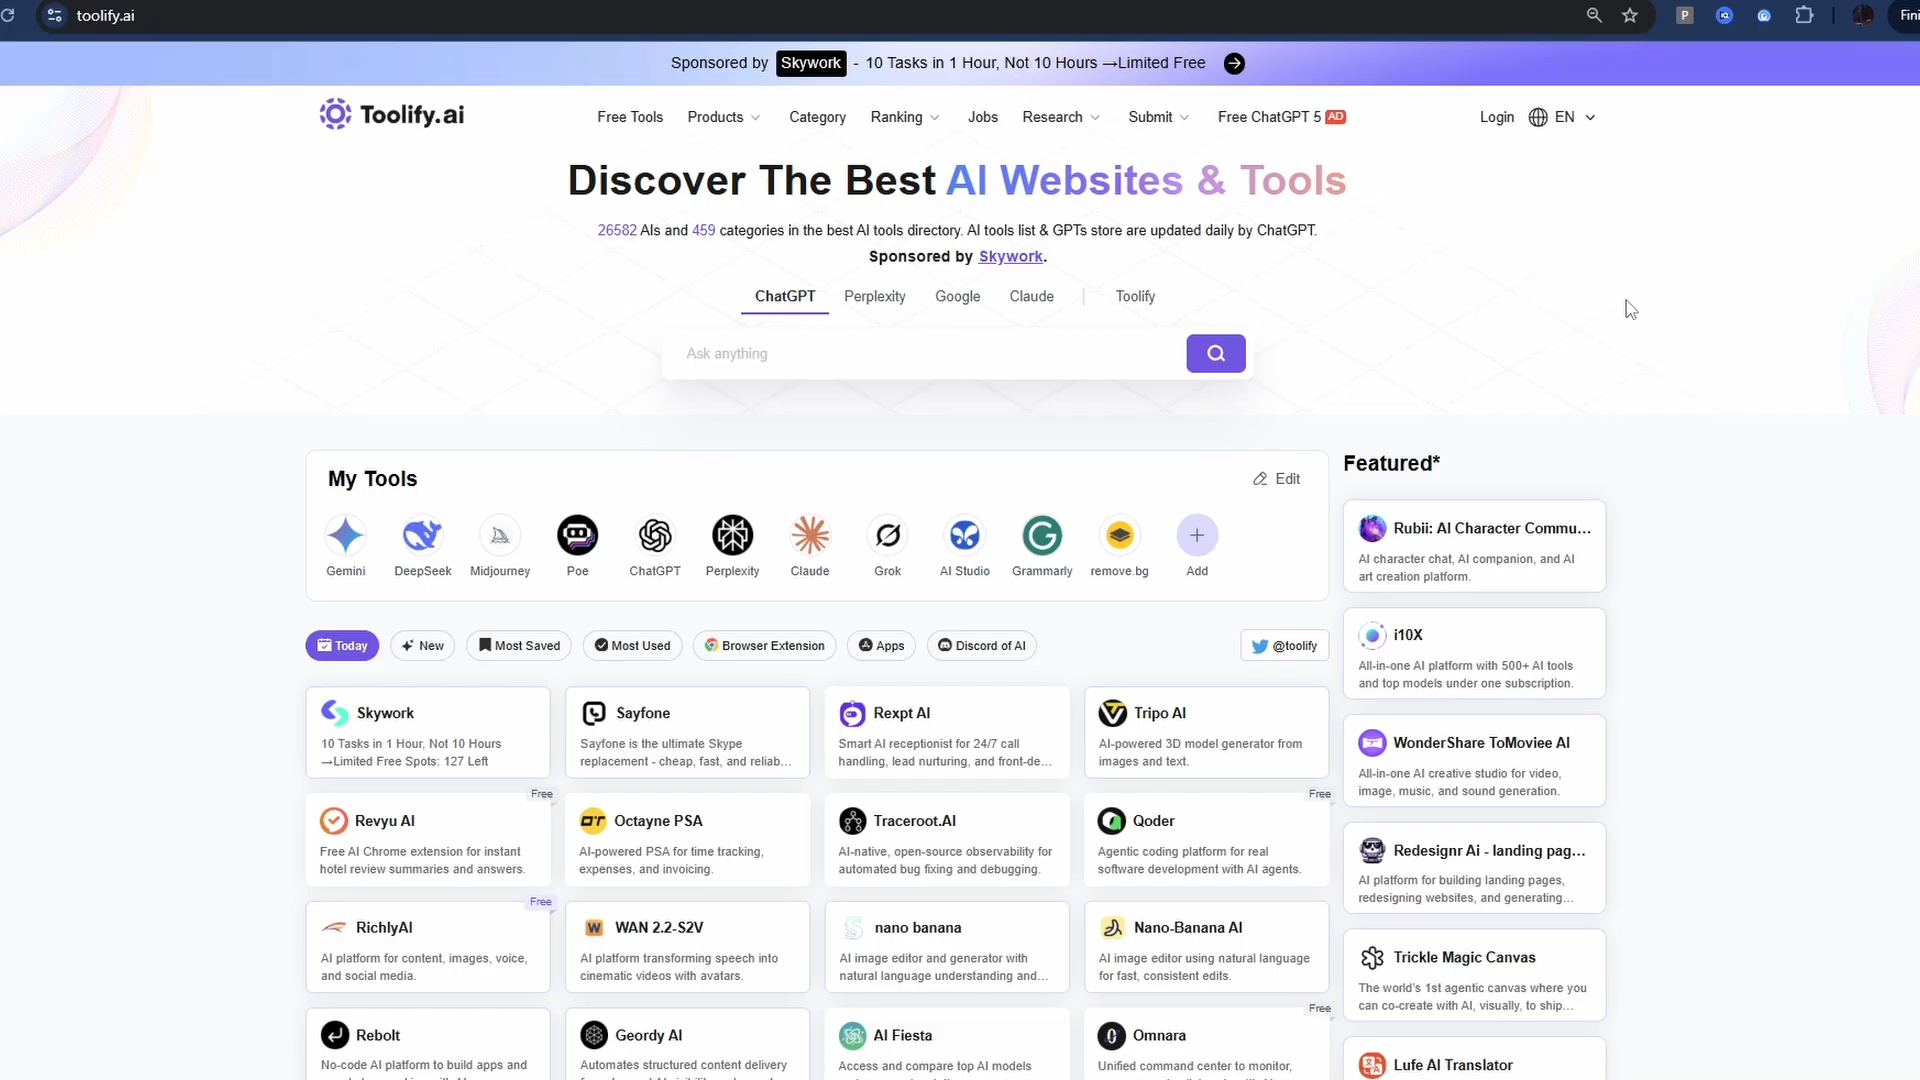 toolify.ai
P
Fini
Sponsored by Skywork - 10 Tasks in 1 Hour, Not 10 Hours →Limited Free
Toolify.ai
Free Tools Products Category Ranking Jobs Research Submit Free ChatGPT 5 AD Login EN
Discover The Best AI Websites & Tools
26582 AIs and 459 categories in the best AI tools directory. AI tools list & GPTs store are updated daily by ChatGPT.
Sponsored by Skywork.
ChatGPT Perplexity Google Claude Toolify
Ask anything
My Tools
Edit
Gemini DeepSeek Midjourney Poe ChatGPT Perplexity Claude Grok AI Studio Grammarly remove.bg Add
Today New Most Saved Most Used Browser Extension Apps Discord of AI @toolify
Skywork
10 Tasks in 1 Hour, Not 10 Hours
→Limited Free Spots: 127 Left
Sayfone
Sayfone is the ultimate Skype
replacement - cheap, fast, and reliab...
Rexpt AI
Smart AI receptionist for 24/7 call
handling, lead nurturing, and front-de...
Tripo AI
AI-powered 3D model generator from
images and text.
Free
Revyu AI
Free AI Chrome extension for instant
hotel review summaries and answers.
Octayne PSA
AI-powered PSA for time tracking,
expenses, and invoicing.
Traceroot.AI
AI-native, open-source observability for
automated bug fixing and debugging.
Free
Qoder
Agentic coding platform for real
software development with AI agents.
Free
RichlyAI
AI platform for content, images, voice,
and social media.
WAN 2.2-S2V
AI platform transforming speech into
cinematic videos with avatars.
nano banana
AI image editor and generator with
natural language understanding and...
Nano-Banana AI
AI image editor using natural language
for fast, consistent edits.
Rebolt
No-code AI platform to build apps and
Geordy AI
Automates structured content delivery
AI Fiesta
Access and compare top AI models
Free
Omnara
Unified command center to monitor,
Featured*
Rubii: AI Character Commu...
AI character chat, AI companion, and AI
art creation platform.
i10X
All-in-one AI platform with 500+ AI tools
and top models under one subscription.
WonderShare ToMoviee AI
All-in-one AI creative studio for video,
image, music, and sound generation.
Redesignr Ai - landing pag...
AI platform for building landing pages,
redesigning websites, and generating...
Trickle Magic Canvas
The world's 1st agentic canvas where you
can co-create with AI, visually, to ship...
Lufe AI Translator